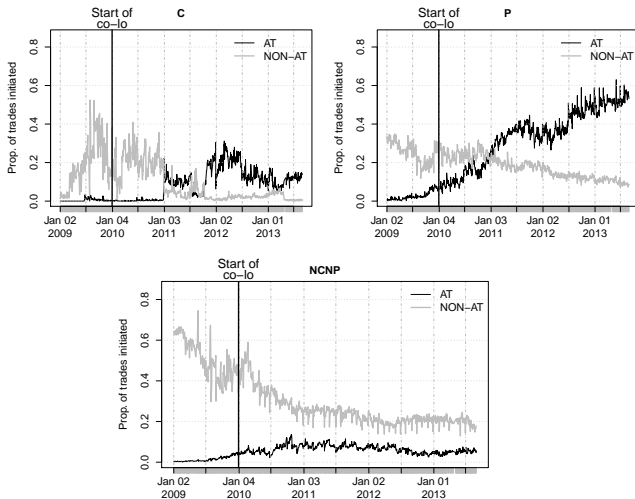 Start of
co-lo
C
AT
NON−AT
Prop. of trades initiated
0.8
0.6
0.4
0.2
0.0
Jan 02
2009
Jan 04
2010
Jan 03
2011
Jan 02
2012
Jan 01
2013
Start of
co-lo
P
AT
NON−AT
Prop. of trades initiated
0.8
0.6
0.4
0.2
0.0
Jan 02
2009
Jan 04
2010
Jan 03
2011
Jan 02
2012
Jan 01
2013
Start of
co-lo
NCNP
AT
NON−AT
Prop. of trades initiated
0.8
0.6
0.4
0.2
0.0
Jan 02
2009
Jan 04
2010
Jan 03
2011
Jan 02
2012
Jan 01
2013